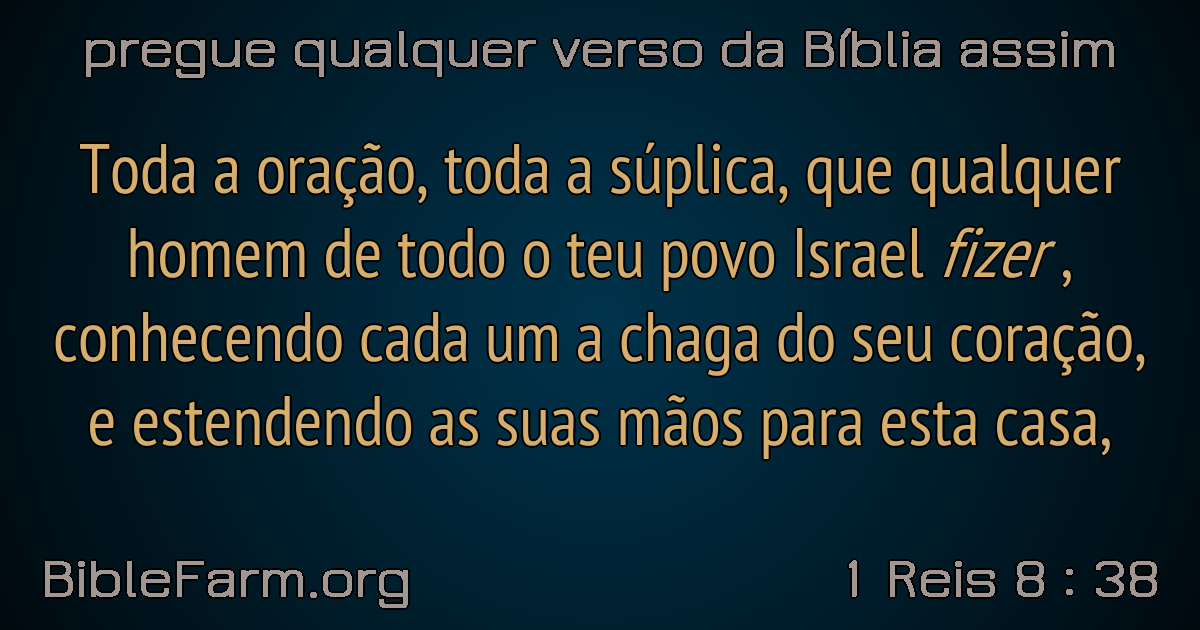 pregue qualquer verso da Bíblia assim
Toda a oração, toda a súplica, que qualquer
homem de todo o teu povo Israel fizer ,
conhecendo cada um a chaga do seu coração,
e estendendo as suas mãos para esta casa,
BibleFarm.org
1 Reis 8 : 38